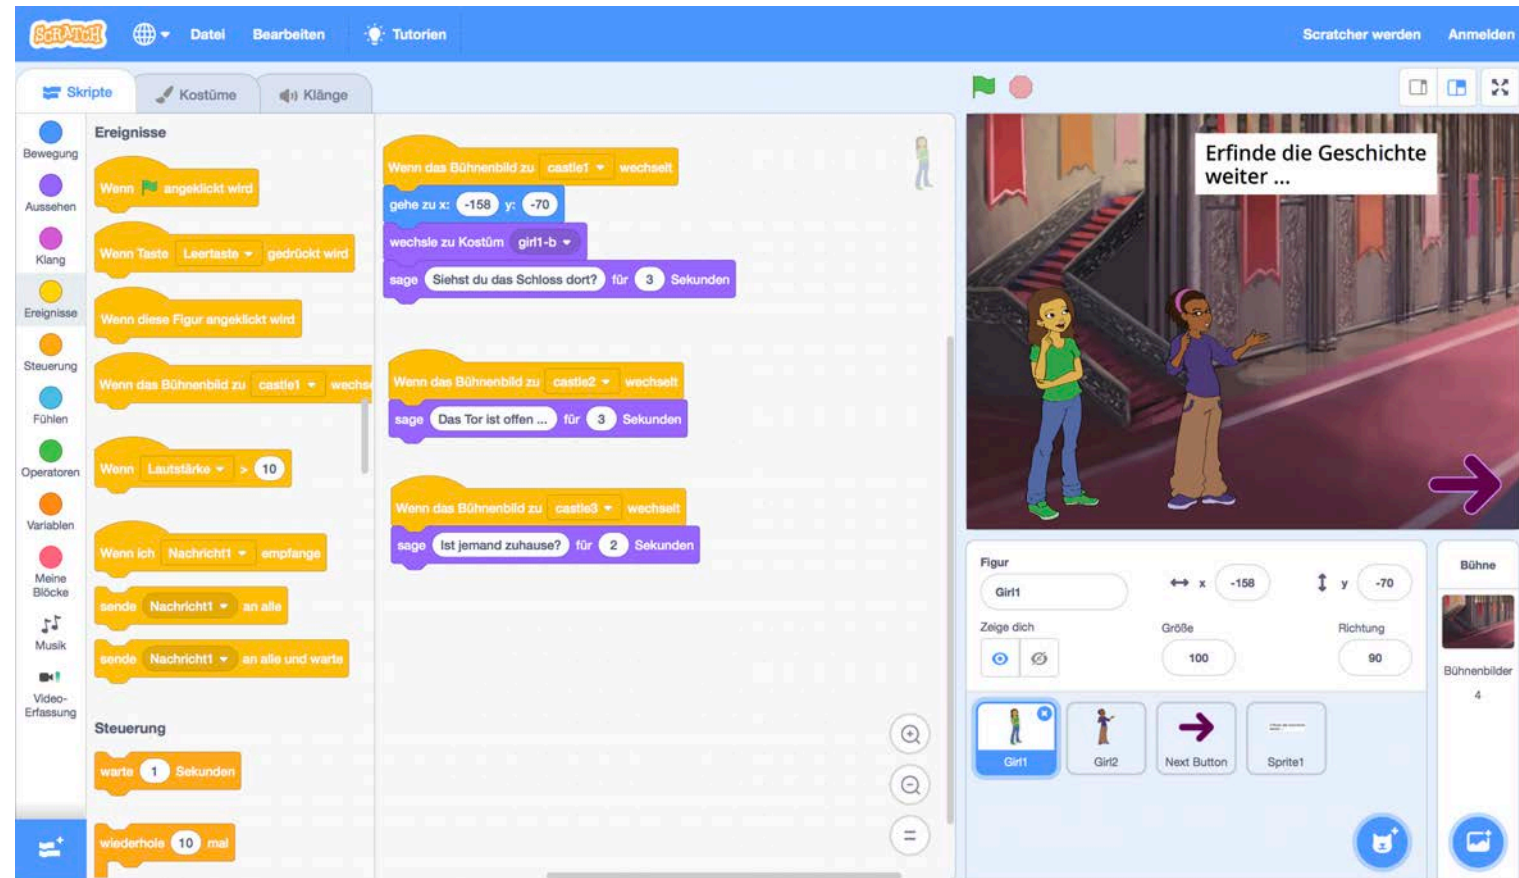 SCRATCH
Datei
Bearbeiten
Tutorien
Scratcher werden
Anmelden
Skripte
Kostüme
Klänge
Bewegung
Aussehen
Klang
Ereignisse
Steuerung
Fühlen
Operatoren
Variablen
Meine
Blöcke
Musik
Video-
Erfassung
Ereignisse
Wenn angeklickt wird
Wenn Taste Leertaste gedrückt wird
Wenn diese Figur angeklickt wird
Wenn das Bühnenbild zu castle1 wechse
Wenn Lautstärke > 10
Wenn ich Nachricht1 empfange
sende Nachricht1 an alle
sende Nachricht1 an alle und warte
Steuerung
warte 1 Sekunden
wiederhole 10 mal
Wenn das Bühnenbild zu castle1 wechselt
gehe zu x: -158 y: -70
wechsle zu Kostüm girl1-b
sage Siehst du das Schloss dort? für 3 Sekunden
Wenn das Bühnenbild zu castle2 wechselt
sage Das Tor ist offen ... für 3 Sekunden
Wenn das Bühnenbild zu castle3 wechselt
sage Ist jemand zuhause? für 2 Sekunden
Erfinde die Geschichte
weiter ...
Figur
Girl1
x -158
y -70
Zeige dich
Größe
100
Richtung
90
Girl1
Girl2
Next Button
Sprite1
Bühne
Bühnenbilder
4